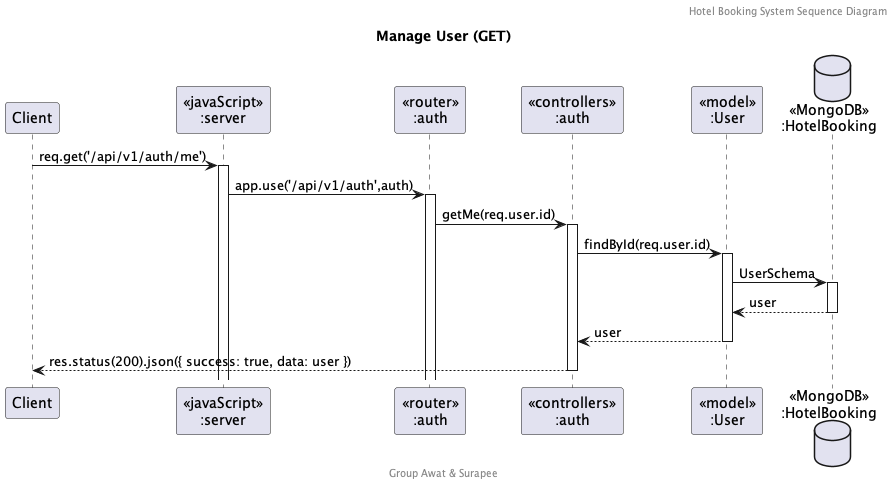 Hotel Booking System Sequence Diagram
Manage User (GET)
Client
«javaScript»
:server
«router»
:auth
«controllers»
:auth
«model»
:User
«MongoDB»
:HotelBooking
req.get('/api/v1/auth/me')
app.use('/api/v1/auth',auth)
getMe(req.user.id)
findById(req.user.id)
UserSchema
user
user
res.status(200).json({ success: true, data: user })
Client
«javaScript»
:server
«router»
:auth
«controllers»
:auth
«model»
:User
«MongoDB»
:HotelBooking
Group Awat & Surapee